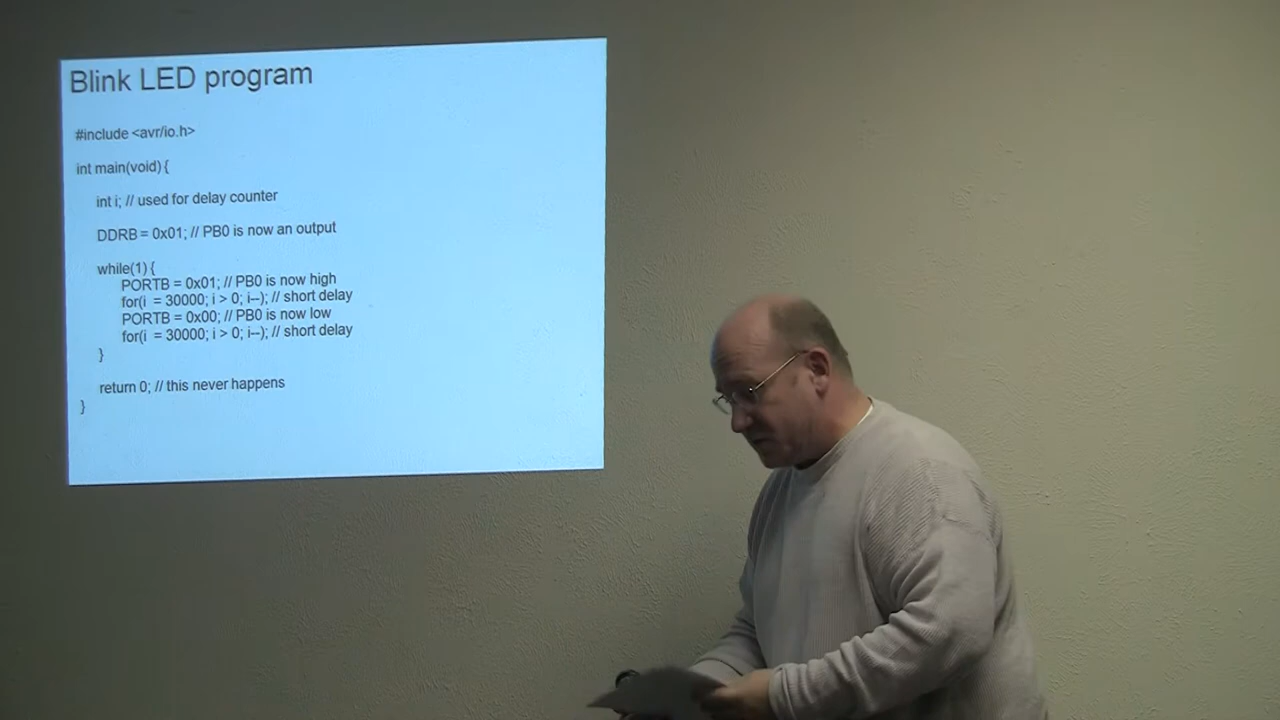 Blink LED program
#include <avr/io.h>
int main(void) {
int i; // used for delay counter
DDRB = 0x01; // PB0 is now an output
while(1) {
PORTB = 0x01; // PB0 is now high
for(i = 30000; i > 0; i--); // short delay
PORTB = 0x00; // PB0 is now low
for(i = 30000; i > 0; i--); // short delay
}
return 0; // this never happens
}